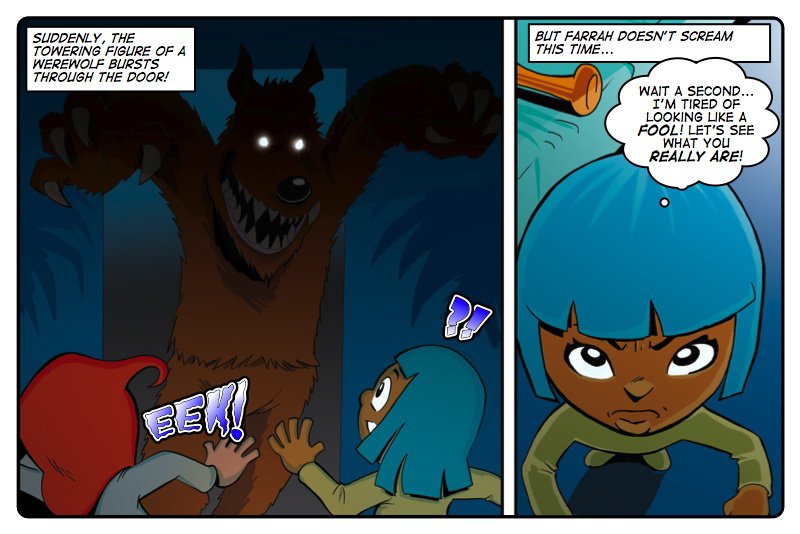 SUDDENLY, THE
TOWERING FIGURE OF A
WEREWOLF BURSTS
THROUGH THE DOOR!
EEK!
?!
BUT FARRAH DOESN'T SCREAM
THIS TIME...
WAIT A SECOND...
I'M TIRED OF
LOOKING LIKE A
FOOL! LET'S SEE
WHAT YOU
REALLY ARE!